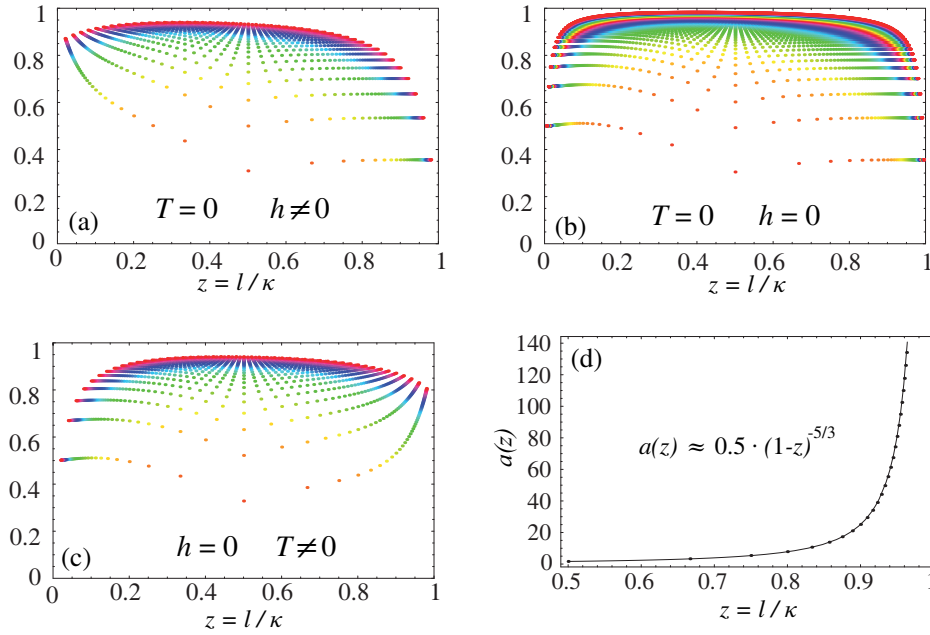 1
0.8
0.6
0.4
0.2
0
(a)
T = 0 h ≠ 0
0 0.2 0.4 0.6 0.8 1
z = l / κ
1
0.8
0.6
0.4
0.2
0
(b)
T = 0 h = 0
0 0.2 0.4 0.6 0.8 1
z = l / κ
1
0.8
0.6
0.4
0.2
0
(c)
h = 0 T ≠ 0
0 0.2 0.4 0.6 0.8 1
z = l / κ
140
120
100
80
60
40
20
0
a(z)
(d)
a(z) ≈ 0.5 · (1-z)^-5/3
0.5 0.6 0.7 0.8 0.9 1
z = l / κ